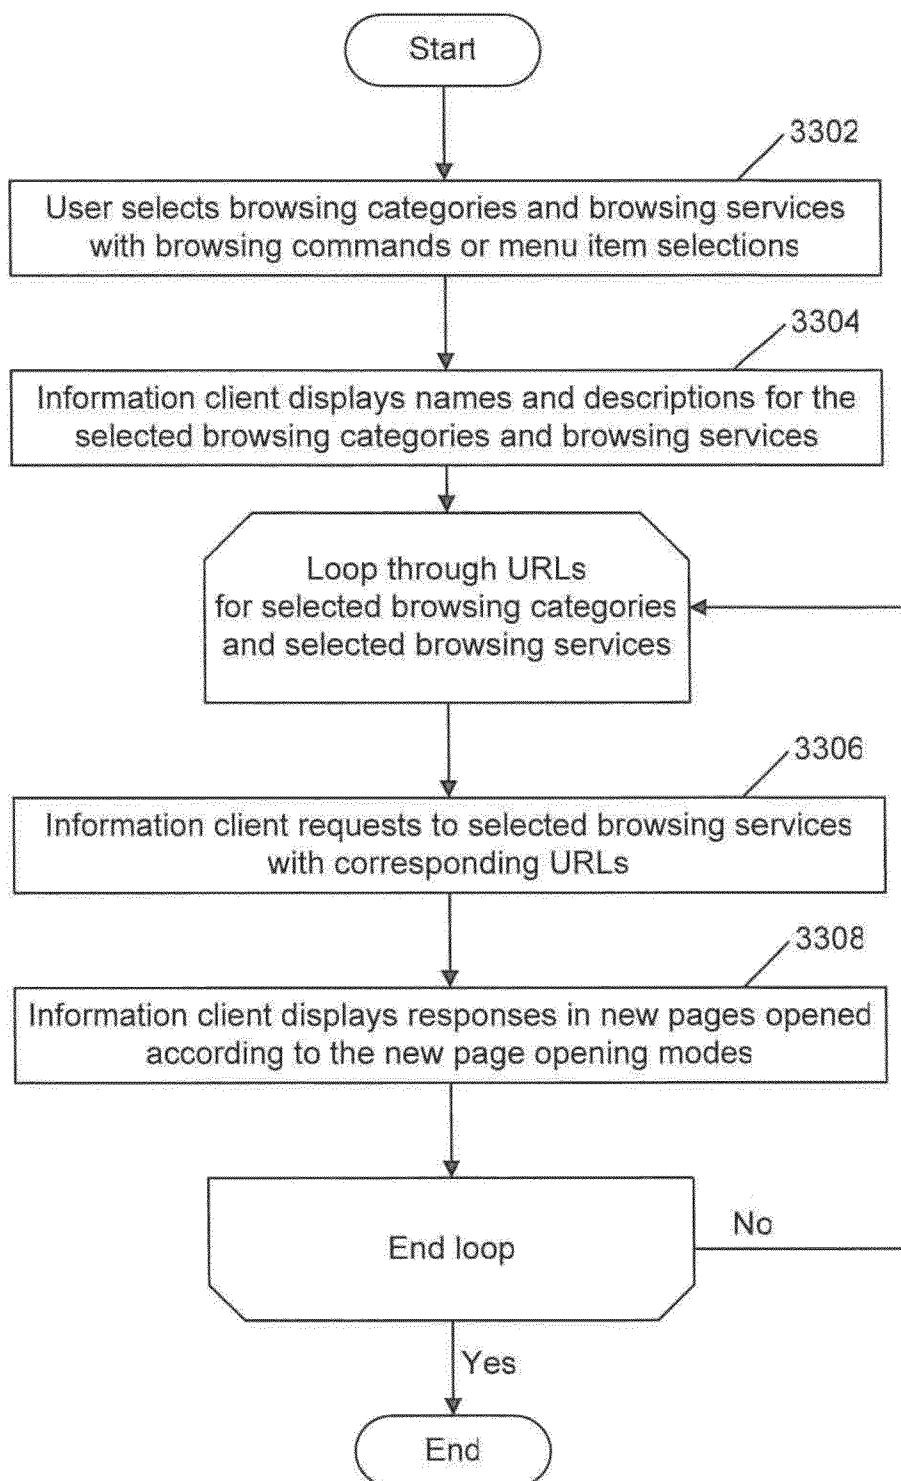 Start
3302
User selects browsing categories and browsing services
with browsing commands or menu item selections
3304
Information client displays names and descriptions for the
selected browsing categories and browsing services
Loop through URLs
for selected browsing categories
and selected browsing services
3306
Information client requests to selected browsing services
with corresponding URLs
3308
Information client displays responses in new pages opened
according to the new page opening modes
End loop
No
Yes
End